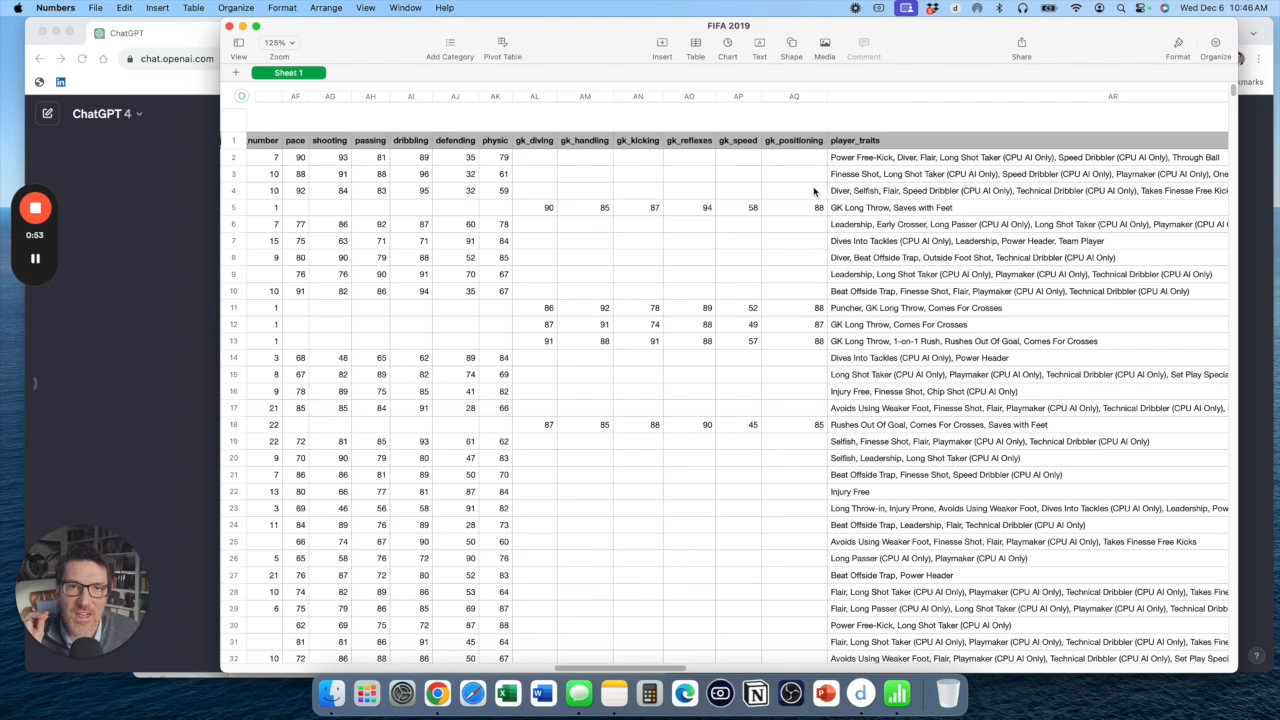 Numbers File Edit Insert Table Organize Format Arrange View Window Help Wed Dec 6 10:46 AM
ChatGPT
FIFA 2019
chat.openai.com
125%
View Zoom Add Category Pivot Table Insert Table Chart Text Shape Media Comment Share Format Organize
Sheet 1
ChatGPT 4
AF AG AH AI AJ AK AL AM AN AO AP AQ AR
1 number pace shooting passing dribbling defending physic gk_diving gk_handling gk_kicking gk_reflexes gk_speed gk_positioning player_traits
2 7 90 93 81 89 35 79 Power Free-Kick, Diver, Flair, Long Shot Taker (CPU AI Only), Speed Dribbler (CPU AI Only), Through Ball
3 10 88 91 88 96 32 61 Finesse Shot, Long Shot Taker (CPU AI Only), Speed Dribbler (CPU AI Only), Playmaker (CPU AI Only), One
4 10 92 84 83 95 32 59 Diver, Selfish, Flair, Speed Dribbler (CPU AI Only), Technical Dribbler (CPU AI Only), Takes Finesse Free Kick
5 1 90 85 87 94 58 88 GK Long Throw, Saves with Feet
6 7 77 86 92 87 60 78 Leadership, Early Crosser, Long Passer (CPU AI Only), Long Shot Taker (CPU AI Only), Playmaker (CPU AI O
7 15 75 63 71 71 91 84 Dives Into Tackles (CPU AI Only), Leadership, Power Header, Team Player
8 9 80 90 79 88 52 85 Diver, Beat Offside Trap, Outside Foot Shot, Technical Dribbler (CPU AI Only)
9 76 76 90 91 70 67 Leadership, Long Shot Taker (CPU AI Only), Playmaker (CPU AI Only), Technical Dribbler (CPU AI Only)
10 10 91 82 86 94 35 67 Beat Offside Trap, Finesse Shot, Flair, Playmaker (CPU AI Only), Technical Dribbler (CPU AI Only)
11 1 86 92 78 89 52 88 Puncher, GK Long Throw, Comes For Crosses
12 1 87 91 74 88 49 87 GK Long Throw, Comes For Crosses
13 1 91 88 91 88 57 88 GK Long Throw, 1-on-1 Rush, Rushes Out Of Goal, Comes For Crosses
14 3 68 48 65 62 89 84 Dives Into Tackles (CPU AI Only), Power Header
15 8 67 82 89 82 74 69 Long Shot Taker (CPU AI Only), Playmaker (CPU AI Only), Technical Dribbler (CPU AI Only), Set Play Specia
16 9 78 89 75 85 41 82 Injury Free, Finesse Shot, Chip Shot (CPU AI Only)
17 21 85 85 84 91 28 66 Avoids Using Weaker Foot, Finesse Shot, Flair, Playmaker (CPU AI Only), Technical Dribbler (CPU AI Only),
18 22 87 85 88 90 45 85 Rushes Out Of Goal, Comes For Crosses, Saves with Feet
19 22 72 81 85 93 61 62 Selfish, Finesse Shot, Flair, Playmaker (CPU AI Only), Technical Dribbler (CPU AI Only)
20 9 70 90 79 80 47 83 Selfish, Leadership, Long Shot Taker (CPU AI Only)
21 7 86 86 81 89 50 70 Beat Offside Trap, Finesse Shot, Speed Dribbler (CPU AI Only)
22 13 80 66 77 81 87 84 Injury Free
23 3 69 46 56 58 91 82 Long Throw-in, Injury Prone, Avoids Using Weaker Foot, Dives Into Tackles (CPU AI Only), Leadership, Pow
24 11 84 89 76 89 28 73 Beat Offside Trap, Leadership, Flair, Technical Dribbler (CPU AI Only)
25 66 74 87 90 50 60 Avoids Using Weaker Foot, Finesse Shot, Flair, Playmaker (CPU AI Only), Takes Finesse Free Kicks
26 5 65 58 76 72 90 76 Long Passer (CPU AI Only), Playmaker (CPU AI Only)
27 21 76 87 72 80 52 83 Beat Offside Trap, Power Header
28 10 74 82 89 86 53 64 Flair, Long Shot Taker (CPU AI Only), Playmaker (CPU AI Only), Technical Dribbler (CPU AI Only), Takes Fine
29 6 75 79 86 85 69 87 Flair, Long Passer (CPU AI Only), Long Shot Taker (CPU AI Only), Playmaker (CPU AI Only), Technical Dribb
30 62 69 75 72 87 88 Power Free-Kick, Long Shot Taker (CPU AI Only)
31 81 81 86 91 45 64 Flair, Long Shot Taker (CPU AI Only), Playmaker (CPU AI Only), Technical Dribbler (CPU AI Only), Takes Fine
32 10 72 86 88 86 50 67 Avoids Using Weaker Foot, Flair, Playmaker (CPU AI Only), Technical Dribbler (CPU AI Only), Set Play Speci
0:53